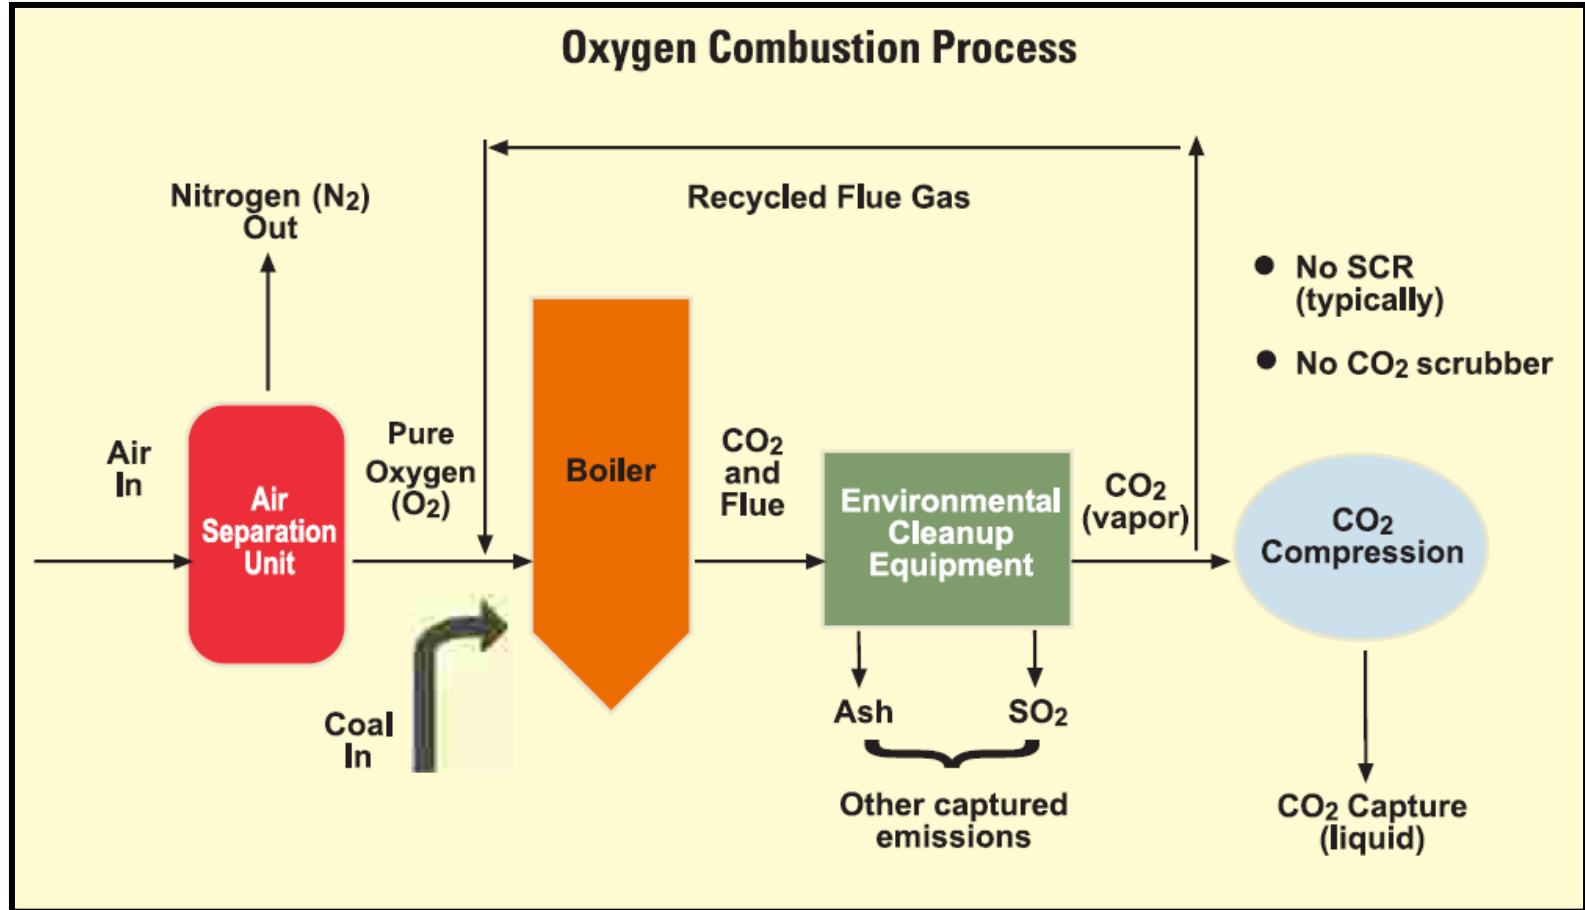 Oxygen Combustion Process
Nitrogen (N2)
Out
Recycled Flue Gas
● No SCR
(typically)
● No CO2 scrubber
Air
In
Air
Separation
Unit
Pure
Oxygen
(O2)
Coal
In
Boiler
CO2
and
Flue
Environmental
Cleanup
Equipment
CO2
(vapor)
CO2
Compression
Ash
SO2
Other captured
emissions
CO2 Capture
(liquid)